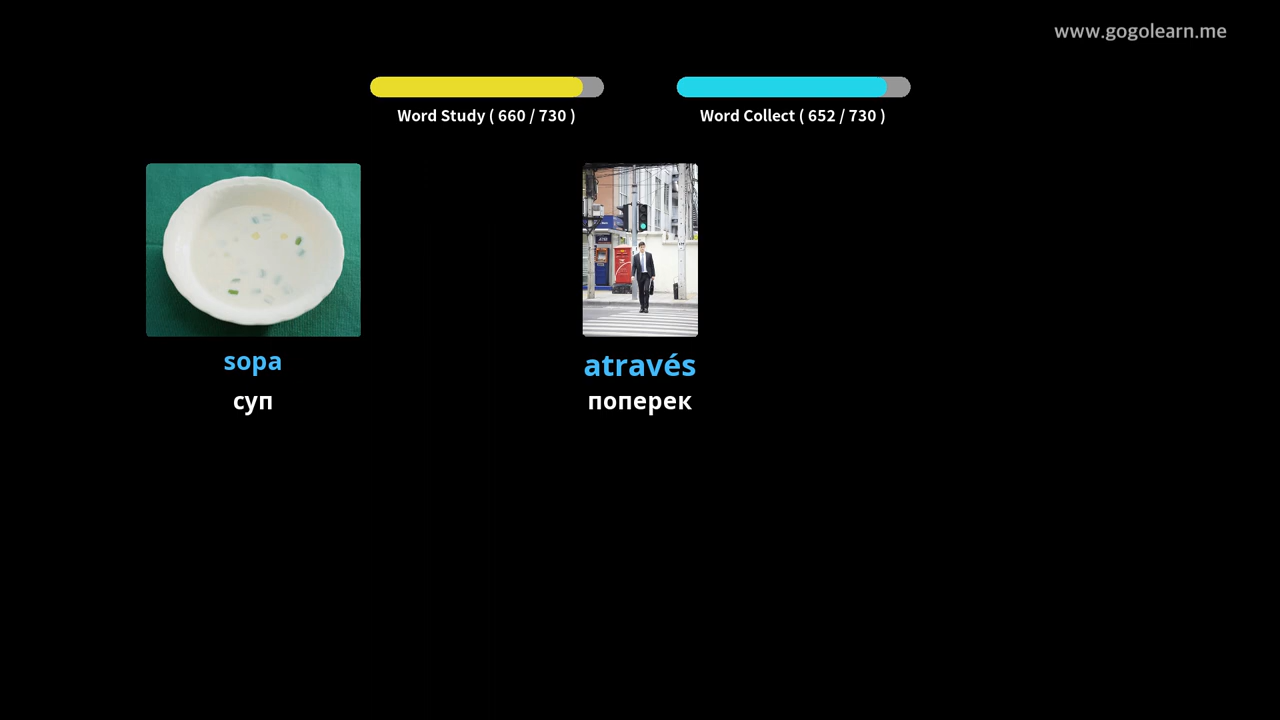 www.gogolearn.me
Word Study ( 660 / 730 )
Word Collect ( 652 / 730 )
sopa
суп
através
поперек